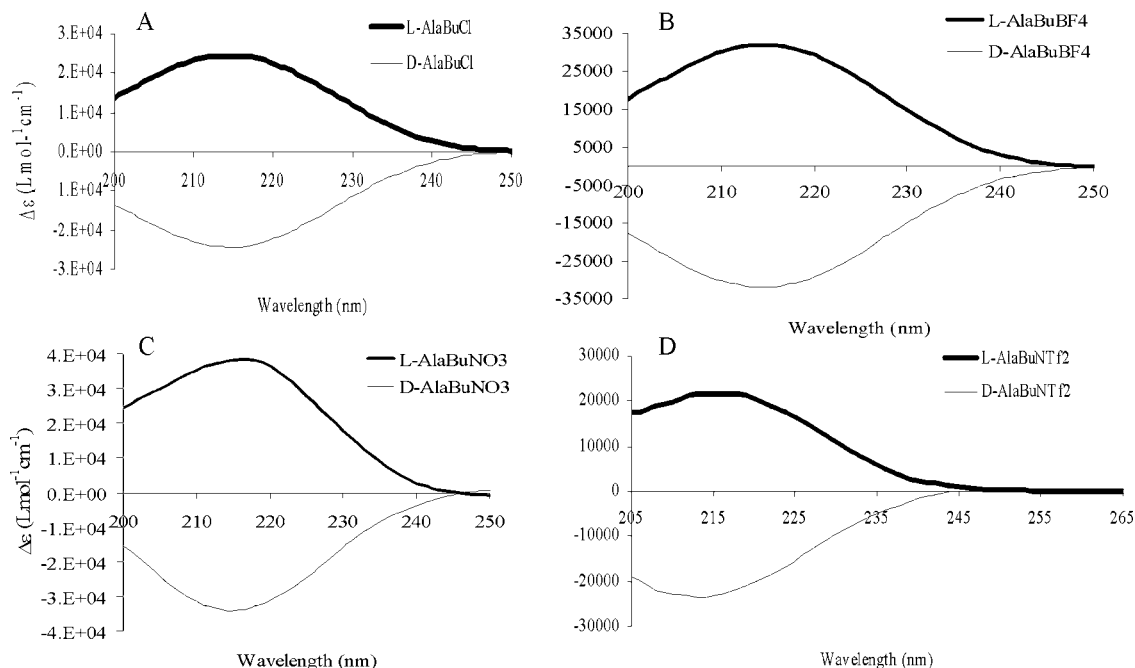 A
L-AlaBuCl
D-AlaBuCl
3.E+04
2.E+04
1.E+04
0.E+00
1.E+04
-2.E+04
-3.E+04
200 210 220 230 240 250
Δε (L mol-1cm-1)
Wavelength (nm)
B
L-AlaBuBF4
D-AlaBuBF4
35000
25000
15000
5000
-5000
-15000
-25000
-35000
200 210 220 230 240 250
Wavelength (nm)
C
L-AlaBuNO3
D-AlaBuNO3
4.E+04
3.E+04
2.E+04
1.E+04
0.E+00
-1.E+04
-2.E+04
-3.E+04
-4.E+04
200 210 220 230 240 250
Δε (Lmol-1cm-1)
Wavelength (nm)
D
L-AlaBuNTf2
D-AlaBuNTf2
30000
20000
10000
0
-10000
-20000
-30000
205 215 225 235 245 255 265
Wavelength (nm)